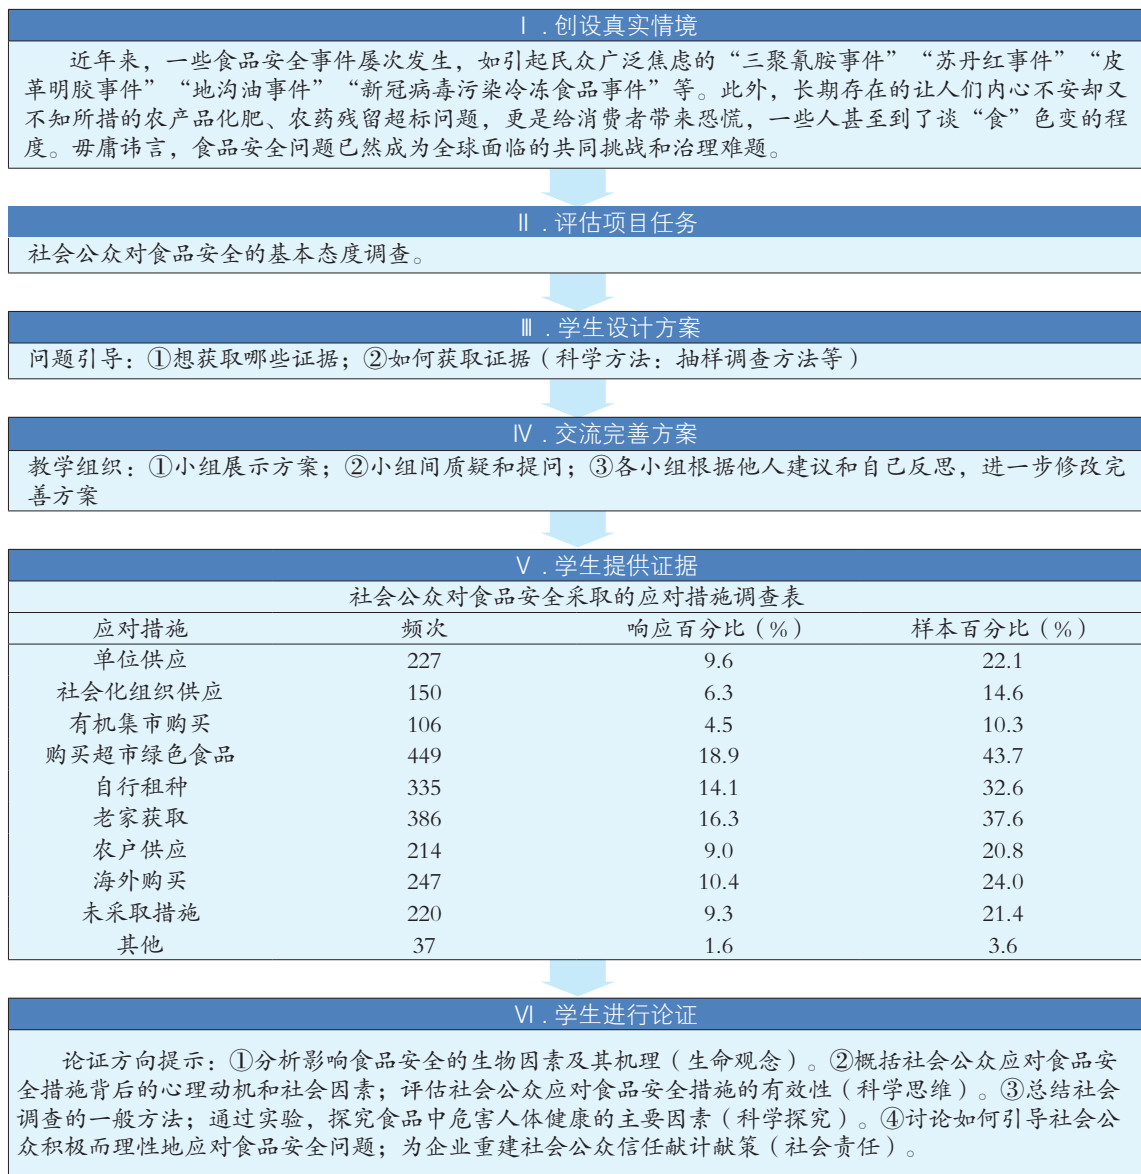 Ⅰ.创设真实情境
近年来，一些食品安全事件屡次发生，如引起民众广泛焦虑的“三聚氰胺事件”“苏丹红事件”“皮
革明胶事件”“地沟油事件”“新冠病毒污染冷冻食品事件”等。此外，长期存在的让人们内心不安却又
不知所措的农产品化肥、农药残留超标问题，更是给消费者带来恐慌，一些人甚至到了谈“食”色变的程
度。毋庸讳言，食品安全问题已然成为全球面临的共同挑战和治理难题。
Ⅱ.评估项目任务
社会公众对食品安全的基本态度调查。
Ⅲ.学生设计方案
问题引导：①想获取哪些证据；②如何获取证据（科学方法：抽样调查方法等）
Ⅳ.交流完善方案
教学组织：①小组展示方案；②小组间质疑和提问；③各小组根据他人建议和自己反思，进一步修改完
善方案
Ⅴ.学生提供证据
社会公众对食品安全采取的应对措施调查表
应对措施 频次 响应百分比（%） 样本百分比（%）
单位供应 227 9.6 22.1
社会化组织供应 150 6.3 14.6
有机集市购买 106 4.5 10.3
购买超市绿色食品 449 18.9 43.7
自行租种 335 14.1 32.6
老家获取 386 16.3 37.6
农户供应 214 9.0 20.8
海外购买 247 10.4 24.0
未采取措施 220 9.3 21.4
其他 37 1.6 3.6
Ⅵ.学生进行论证
论证方向提示：①分析影响食品安全的生物因素及其机理（生命观念）。②概括社会公众应对食品安
全措施背后的心理动机和社会因素；评估社会公众应对食品安全措施的有效性（科学思维）。③总结社会
调查的一般方法；通过实验，探究食品中危害人体健康的主要因素（科学探究）。④讨论如何引导社会公
众积极而理性地应对食品安全问题；为企业重建社会公众信任献计献策（社会责任）。